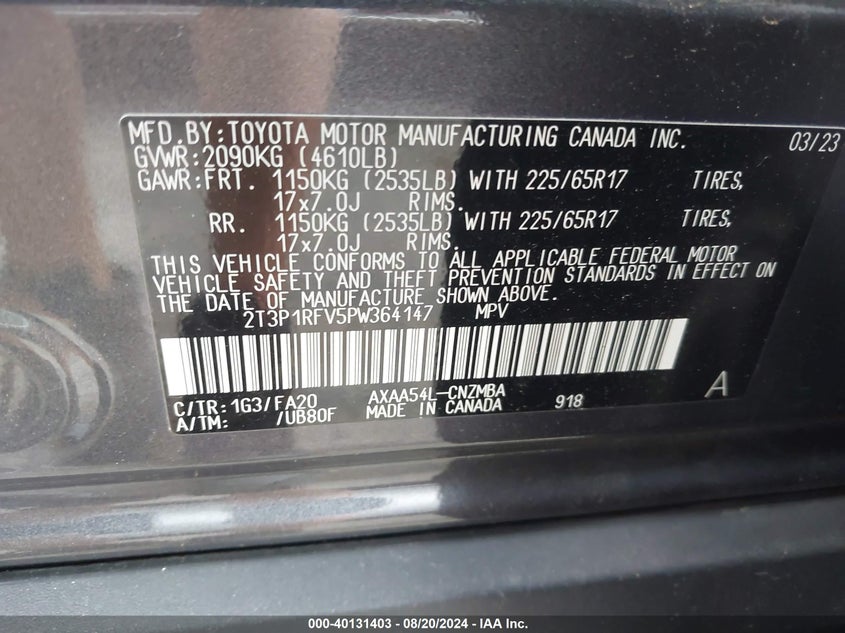 MFD.BY:TOYOTA MOTOR MANUFACTURING CANADA INC. 03/23
GVWR:2090KG (4610LB)
GAWR:FRT. 1150KG (2535LB) WITH 225/65R17 TIRES,
17x7.0J RIMS.
RR. 1150KG (2535LB) WITH 225/65R17 TIRES,
17x7.0J RIMS.
THIS VEHICLE CONFORMS TO ALL APPLICABLE FEDERAL MOTOR
VEHICLE SAFETY AND THEFT PREVENTION STANDARDS IN EFFECT ON
THE DATE OF MANUFACTURE SHOWN ABOVE.
2T3P1RFV5PW364147 MPV
C/TR:1G3/FA20 AXAA54L-CNZMBA A
A/TM: /UB80F MADE IN CANADA 918
000-40131403 - 08/20/2024 - IAA Inc.